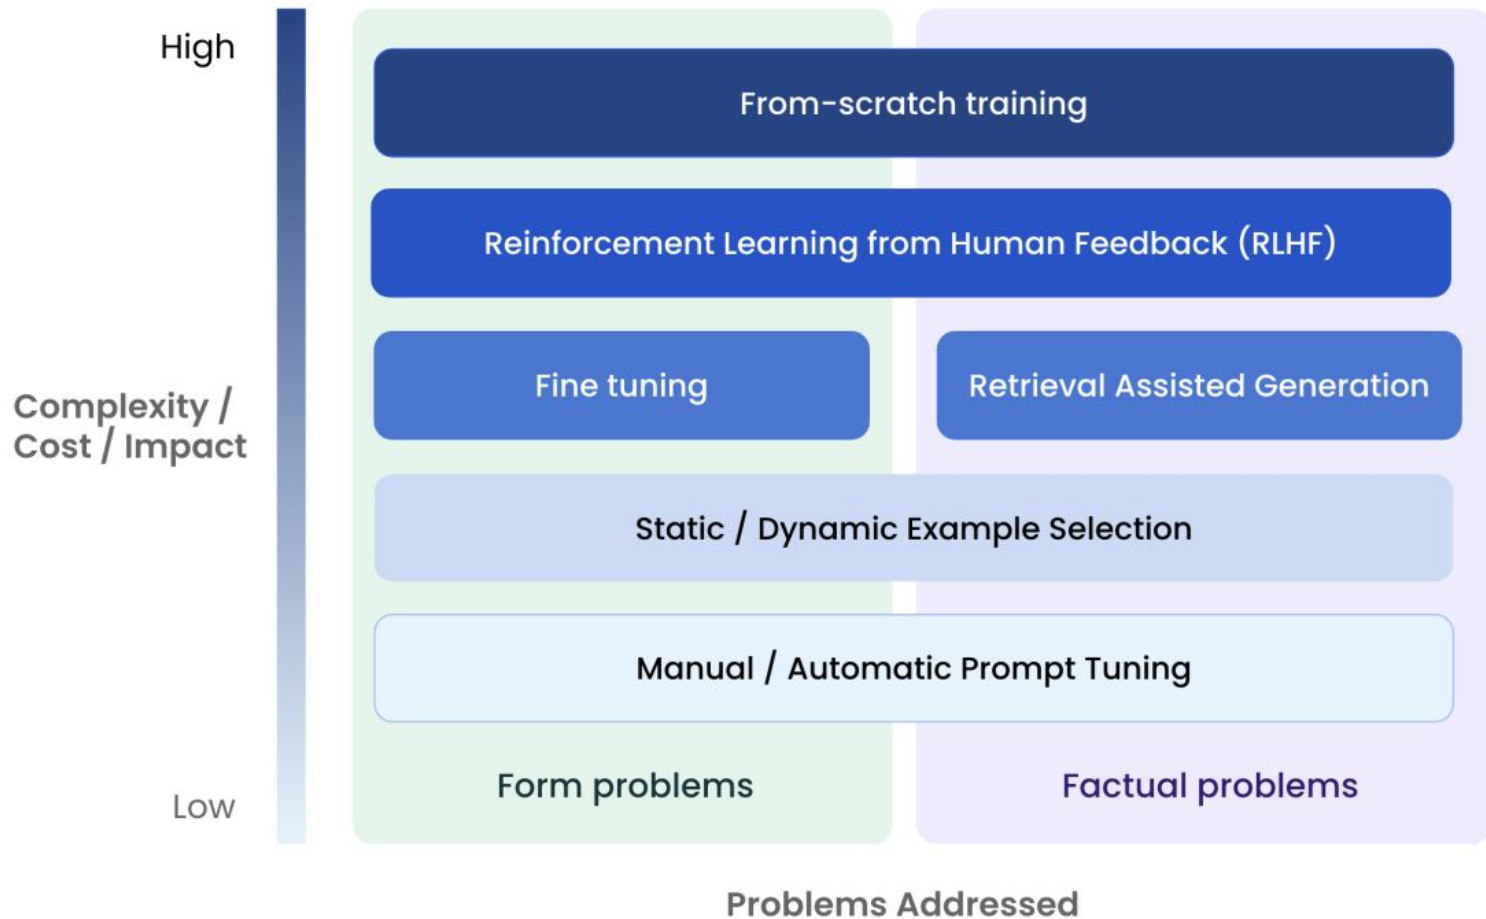 High
From-scratch training
Reinforcement Learning from Human Feedback (RLHF)
Fine tuning
Retrieval Assisted Generation
Complexity /
Cost / Impact
Static / Dynamic Example Selection
Manual / Automatic Prompt Tuning
Form problems
Factual problems
Low
Problems Addressed